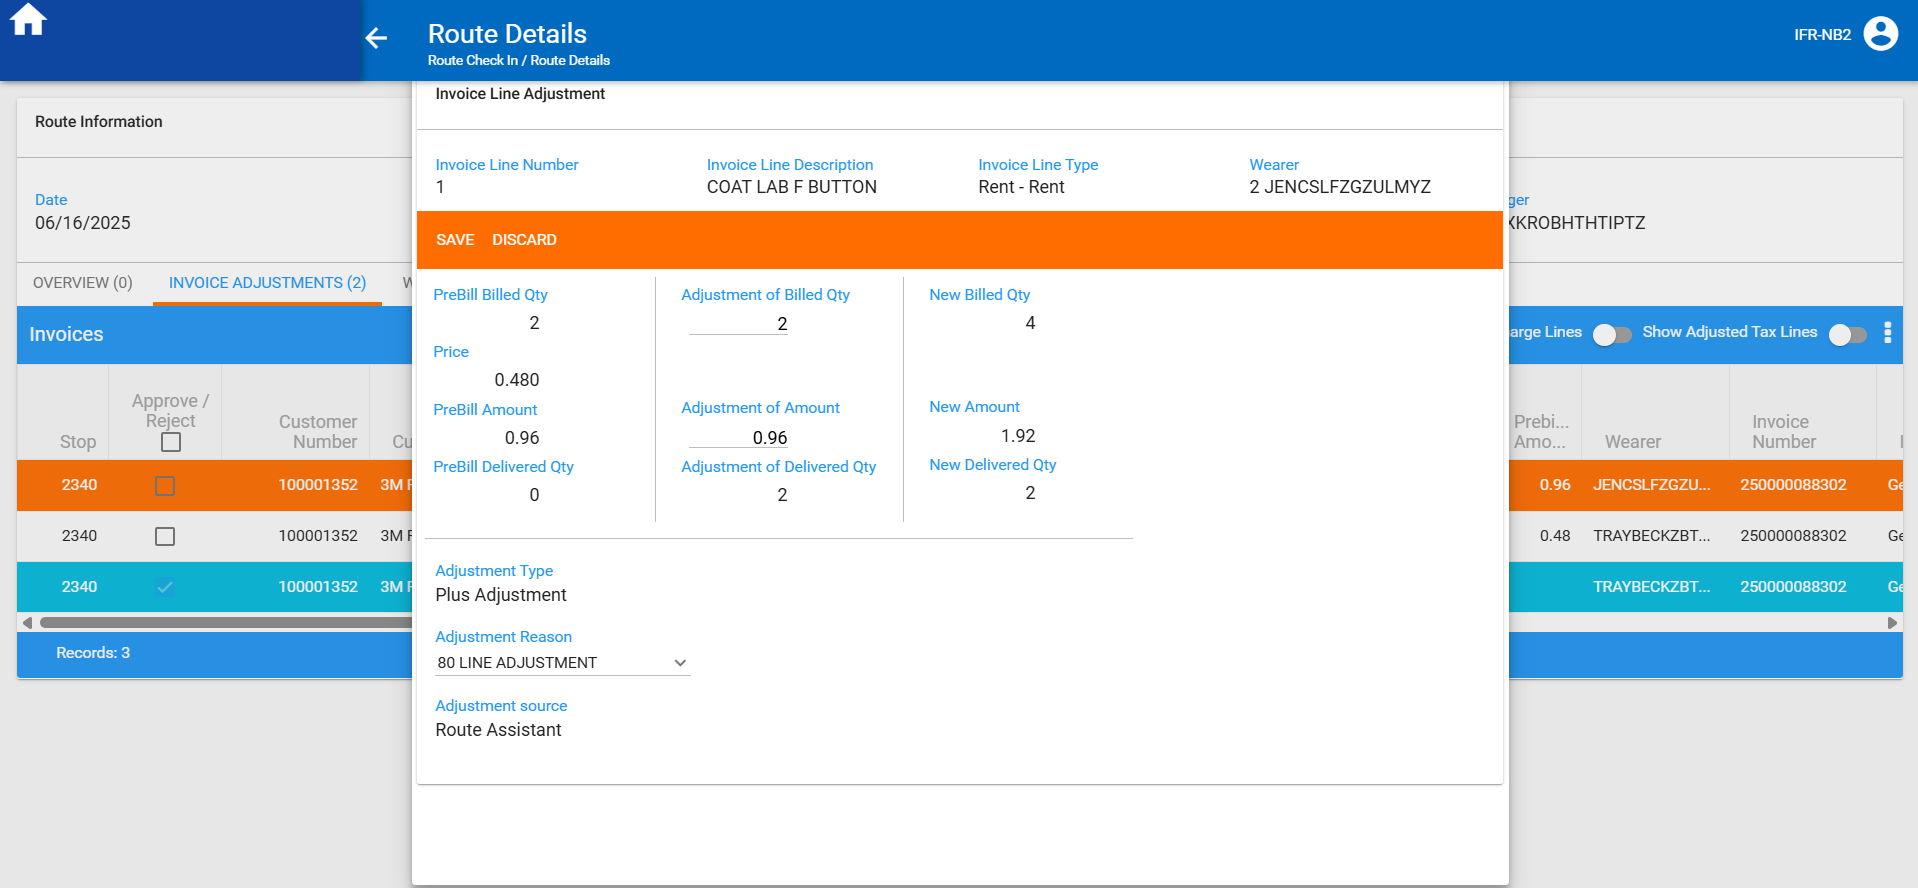 Route Details
Route Check In / Route Details
IFR-NB2
Route Information
Date
06/16/2025
ger
XKROBHTHTIPTZ
OVERVIEW (0)
INVOICE ADJUSTMENTS (2)
W
Invoices
arge Lines
Show Adjusted Tax Lines
Stop
Approve /
Reject
Customer
Number
Cu
Prebi...
Amo...
Wearer
Invoice
Number
2340
100001352
3M F
0.96
JENCSLFZGZU...
250000088302
Ge
2340
100001352
3M F
0.48
TRAYBECKZBT...
250000088302
Ge
2340
100001352
3M F
TRAYBECKZBT...
250000088302
Ge
Records: 3
Invoice Line Adjustment
Invoice Line Number
1
Invoice Line Description
COAT LAB F BUTTON
Invoice Line Type
Rent - Rent
Wearer
2 JENCSLFZGZULMYZ
SAVE
DISCARD
PreBill Billed Qty
2
Adjustment of Billed Qty
2
New Billed Qty
4
Price
0.480
PreBill Amount
0.96
Adjustment of Amount
0.96
New Amount
1.92
PreBill Delivered Qty
0
Adjustment of Delivered Qty
2
New Delivered Qty
2
Adjustment Type
Plus Adjustment
Adjustment Reason
80 LINE ADJUSTMENT
Adjustment source
Route Assistant